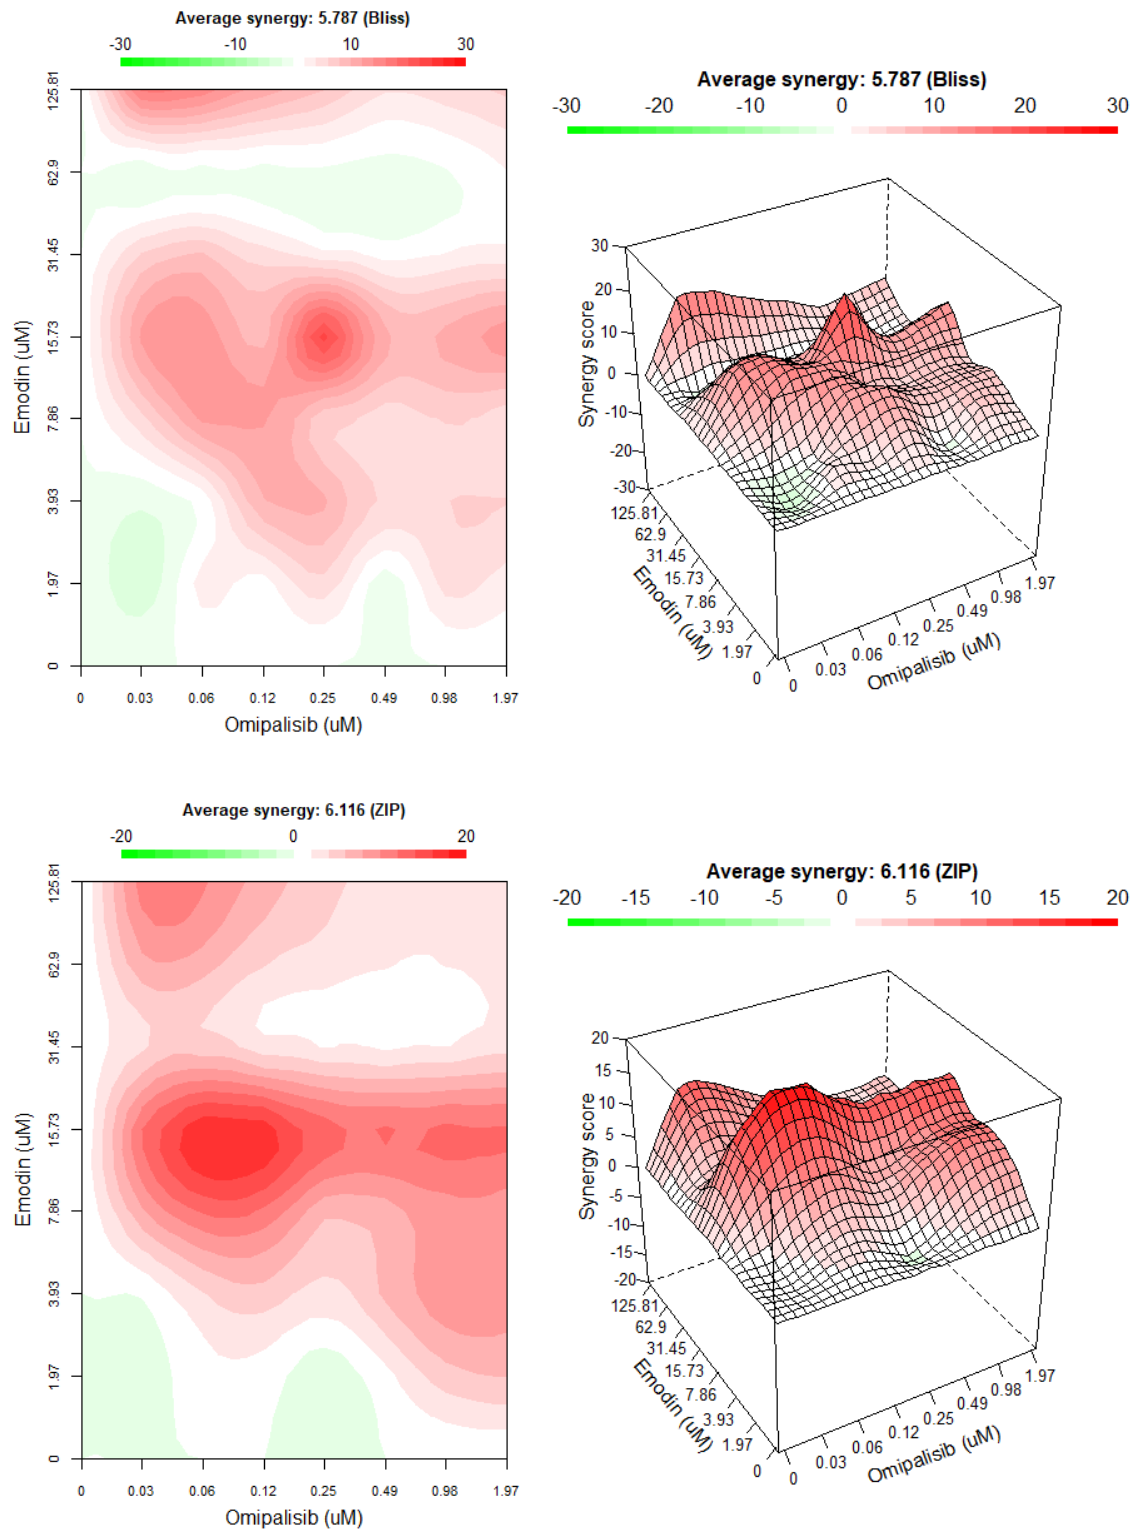 Average synergy: 5.787 (Bliss)
-30 -10 10 30
125.81
62.9
31.45
15.73
7.86
3.93
1.97
0
Emodin (uM)
0 0.03 0.06 0.12 0.25 0.49 0.98 1.97
Omipalisib (uM)
Average synergy: 5.787 (Bliss)
-30 -20 -10 0 10 20 30
30
20
10
0
-10
-20
-30
Synergy score
125.81
62.9
31.45
15.73
7.86
3.93
1.97
0
Emodin (uM)
0 0.03 0.06 0.12 0.25 0.49 0.98 1.97
Omipalisib (uM)
Average synergy: 6.116 (ZIP)
-20 0 20
125.81
62.9
31.45
15.73
7.86
3.93
1.97
0
Emodin (uM)
0 0.03 0.06 0.12 0.25 0.49 0.98 1.97
Omipalisib (uM)
Average synergy: 6.116 (ZIP)
-20 -15 -10 -5 0 5 10 15 20
20
15
10
5
0
-5
-10
-15
-20
Synergy score
125.81
62.9
31.45
15.73
7.86
3.93
1.97
0
Emodin (uM)
0 0.03 0.06 0.12 0.25 0.49 0.98 1.97
Omipalisib (uM)